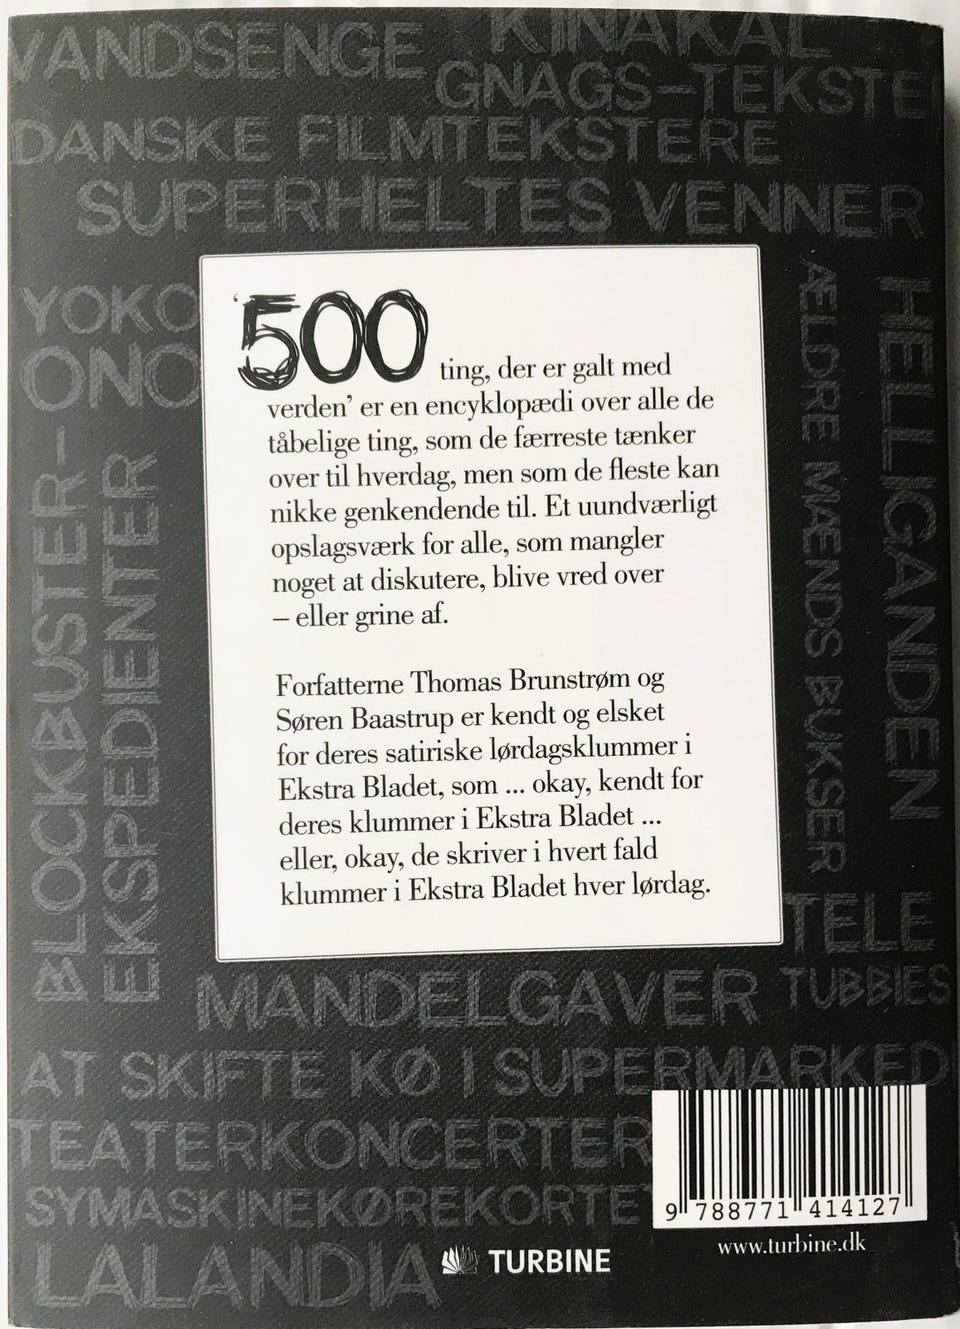 VANDSENGE
KINAKÅL
GNAGS-TEKSTE
DANSKE FILMTEKSTERE
SUPERHELTES VENNER
YOKO
ONO
BLOCKBUSTER-
EKSPEDIENTER
ÆLDRE MÆNDS BUKSER
HELLIGANDEN
'500 ting, der er galt med
verden' er en encyklopædi over alle de
tåbelige ting, som de færreste tænker
over til hverdag, men som de fleste kan
nikke genkendende til. Et uundværligt
opslagsværk for alle, som mangler
noget at diskutere, blive vred over
– eller grine af.
Forfatterne Thomas Brunstrøm og
Søren Baastrup er kendt og elsket
for deres satiriske lørdagsklummer i
Ekstra Bladet, som ... okay, kendt for
deres klummer i Ekstra Bladet ...
eller, okay, de skriver i hvert fald
klummer i Ekstra Bladet hver lørdag.
TELE
TUBBIES
MANDELGAVER
AT SKIFTE KØ I SUPERMARKED
TEATERKONCERTER
SYMASKINEKØREKORTE
LALANDIA
TURBINE
9 788771 414127
www.turbine.dk